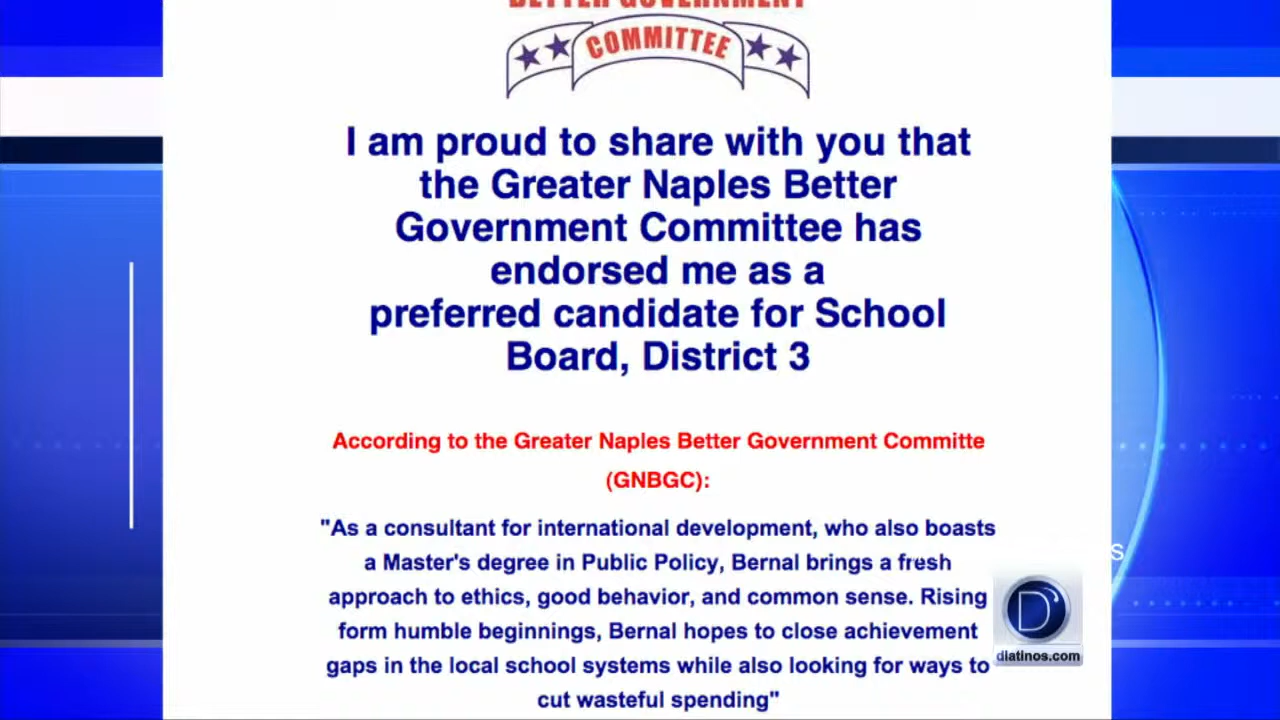 BETTER GOVERNMENT
COMMITTEE
I am proud to share with you that
the Greater Naples Better
Government Committee has
endorsed me as a
preferred candidate for School
Board, District 3
According to the Greater Naples Better Government Committe
(GNBGC):
"As a consultant for international development, who also boasts
a Master's degree in Public Policy, Bernal brings a fresh
approach to ethics, good behavior, and common sense. Rising
form humble beginnings, Bernal hopes to close achievement
gaps in the local school systems while also looking for ways to
cut wasteful spending"
s
D
dlatinos.com